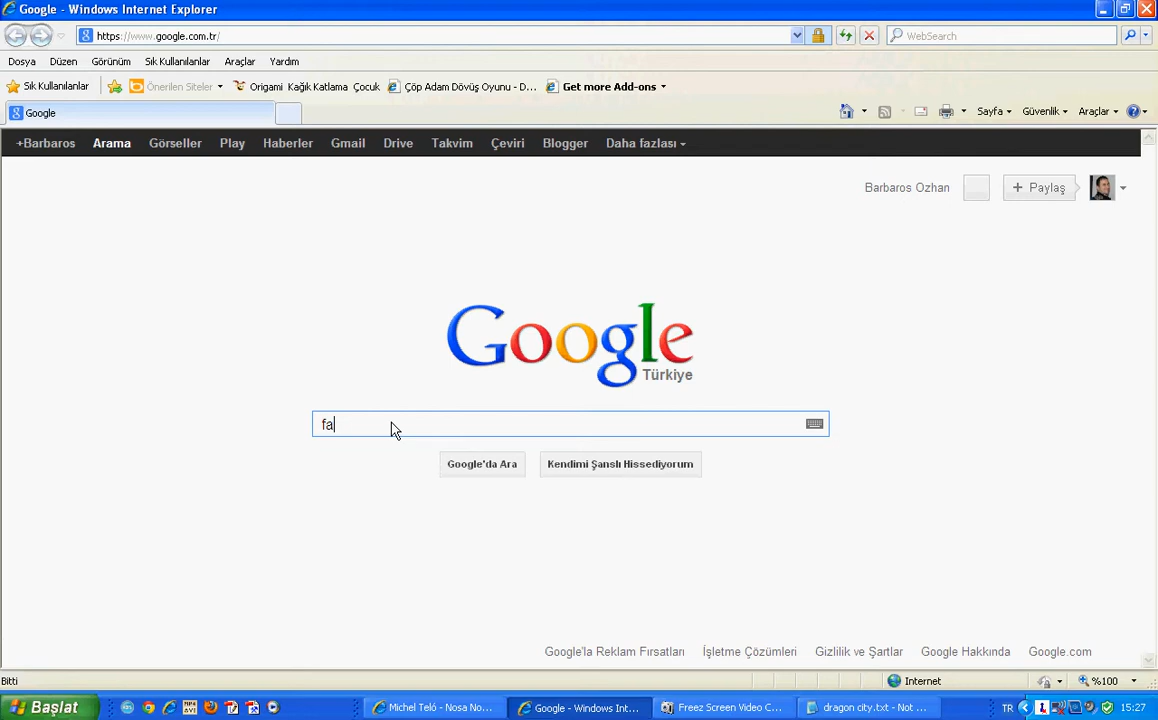 Google - Windows Internet Explorer
https://www.google.com.tr/
WebSearch
Dosya Düzen Görünüm Sık Kullanılanlar Araçlar Yardım
Sık Kullanılanlar Önerilen Siteler Origami Kağık Katlama Çocuk Çöp Adam Dövüş Oyunu - D... Get more Add-ons
Google
Sayfa Güvenlik Araçlar
+Barbaros Arama Görseller Play Haberler Gmail Drive Takvim Çeviri Blogger Daha fazlası
Barbaros Ozhan + Paylaş
Google
Türkiye
fa
Google'da Ara Kendimi Şanslı Hissediyorum
Google'la Reklam Fırsatları İşletme Çözümleri Gizlilik ve Şartlar Google Hakkında Google.com
Bitti Internet %100
Başlat Michel Teló - Nosa No... Google - Windows Int... Freez Screen Video C... dragon city.txt - Not ... TR 15:27